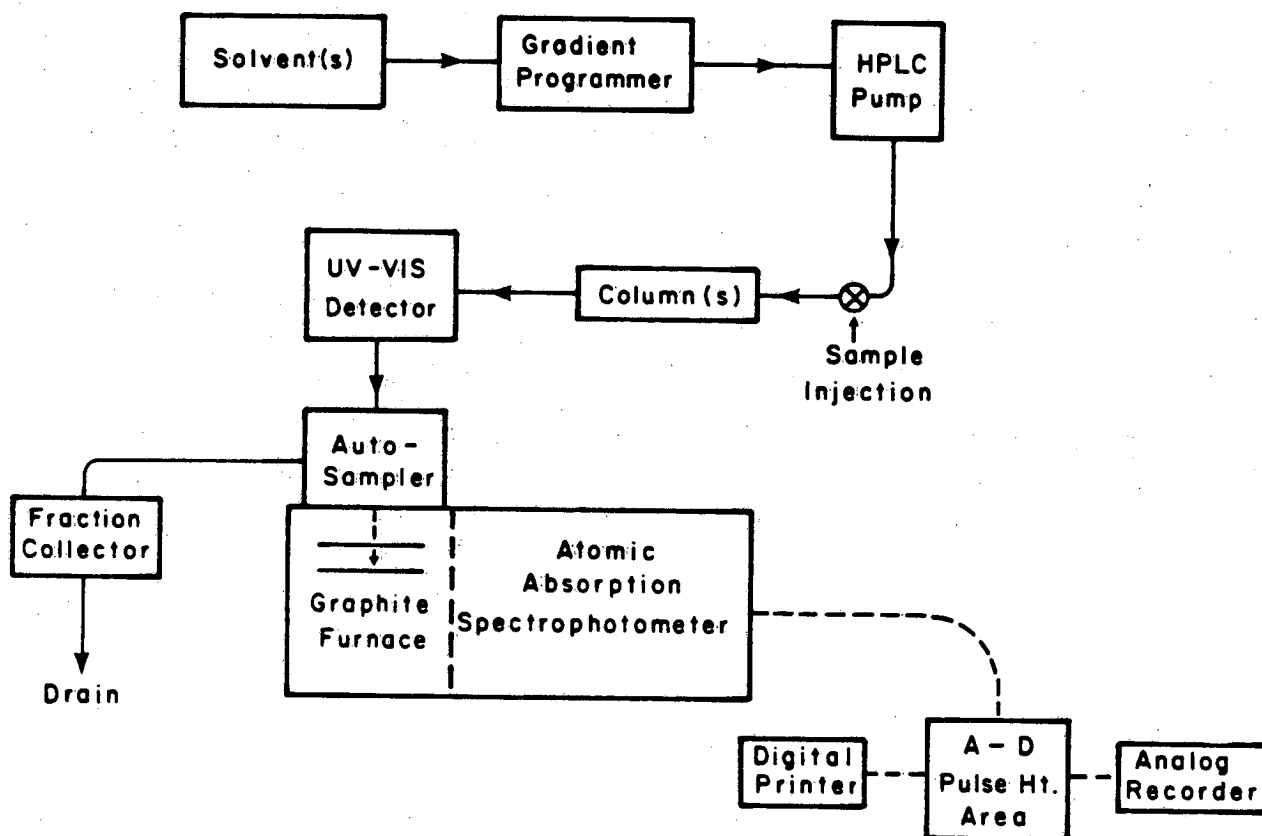 Solvent(s)
Gradient
Programmer
HPLC
Pump
UV-VIS
Detector
Column(s)
Sample
Injection
Auto-
Sampler
Fraction
Collector
Drain
Graphite
Furnace
Atomic
Absorption
Spectrophotometer
Digital
Printer
A-D
Pulse Ht.
Area
Analog
Recorder